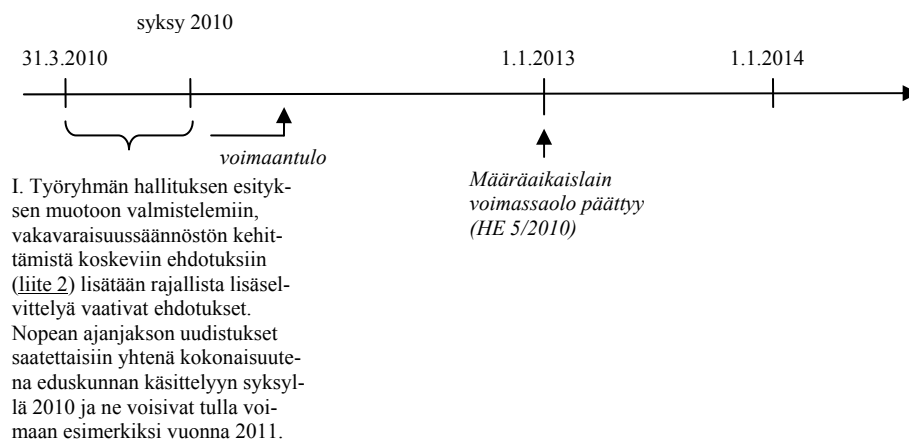 syksy 2010
31.3.2010 1.1.2013 1.1.2014
voimaantulo
I. Työryhmän hallituksen esityk-
sen muotoon valmistelemiin,
vakavaraisuussäännöstön kehit-
tämistä koskeviin ehdotuksiin
(liite 2) lisätään rajallista lisäsel-
vittelyä vaativat ehdotukset.
Nopean ajanjakson uudistukset
saatettaisiin yhtenä kokonaisuute-
na eduskunnan käsittelyyn syksyl-
lä 2010 ja ne voisivat tulla voi-
maan esimerkiksi vuonna 2011.
Määräaikaislain
voimassaolo päättyy
(HE 5/2010)